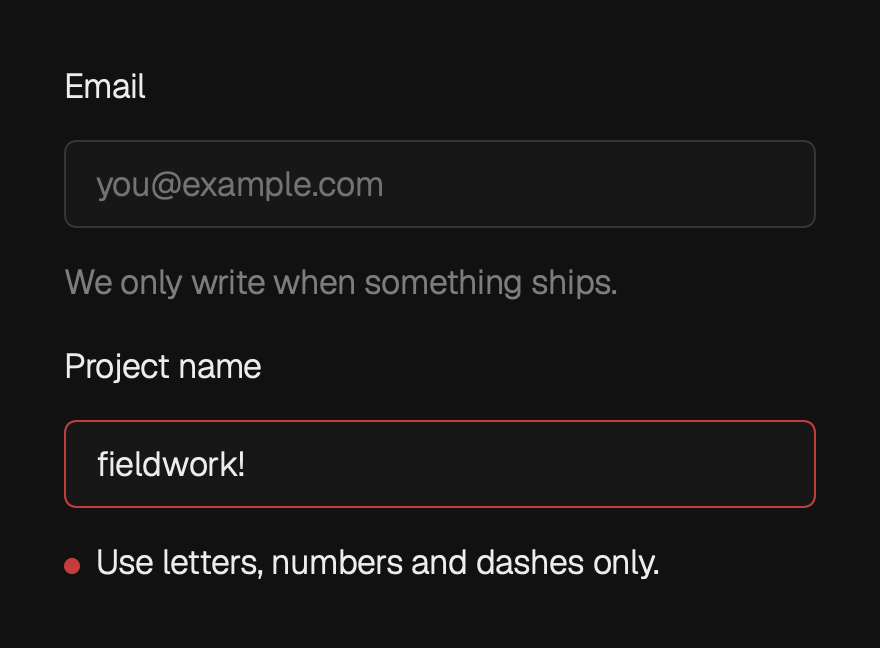 Email
you@example.com
We only write when something ships.
Project name
fieldwork!
Use letters, numbers and dashes only.